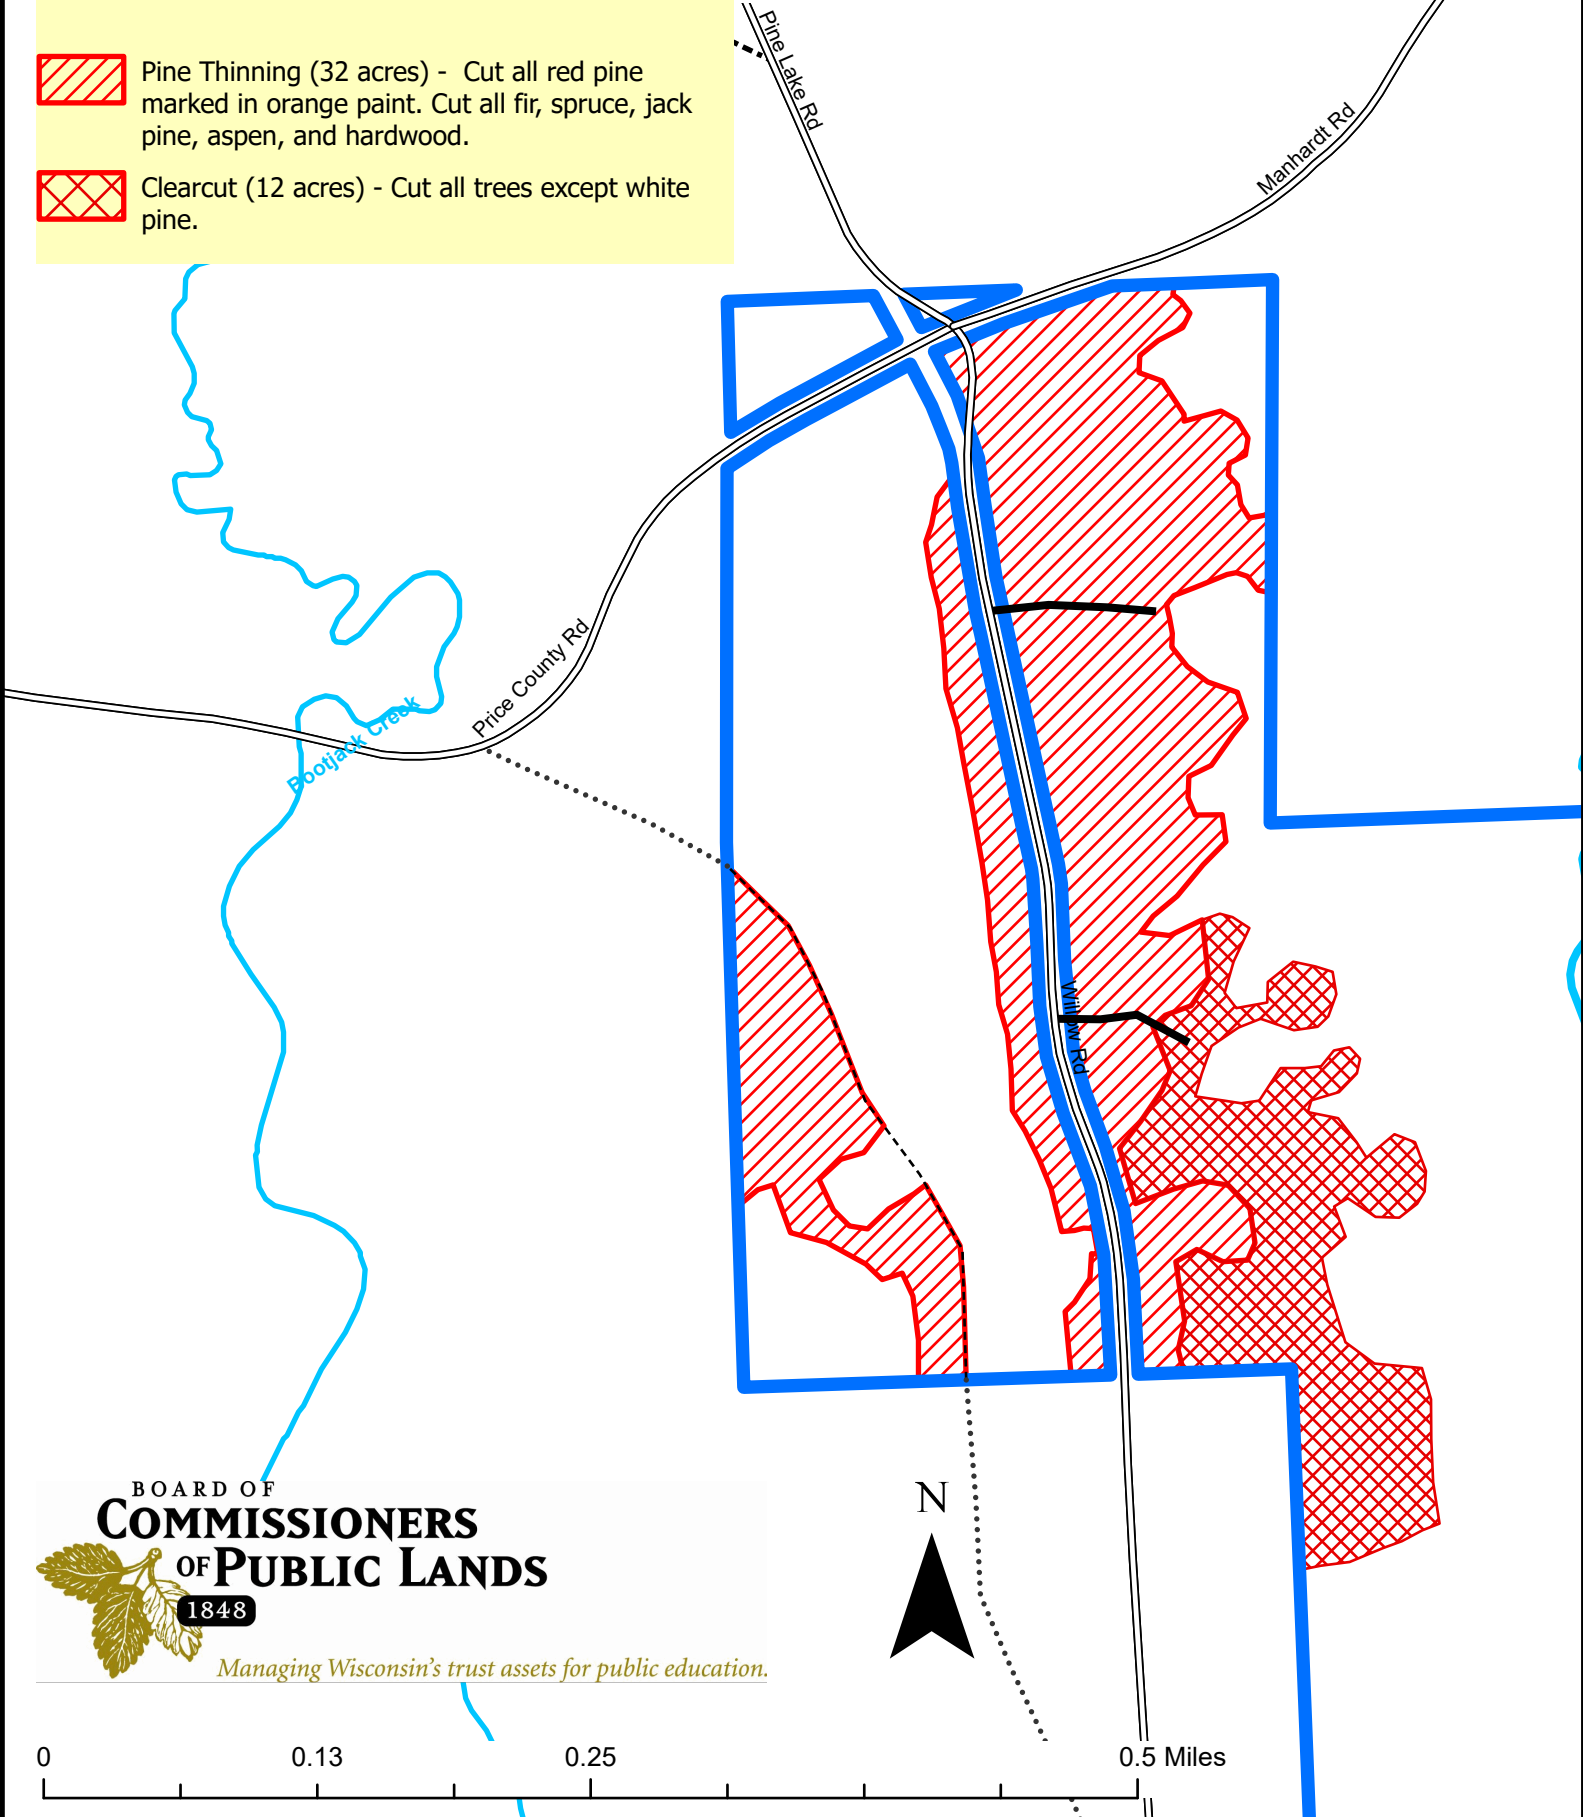 Pine Thinning (32 acres) -  Cut all red pine
marked in orange paint. Cut all fir, spruce, jack
pine, aspen, and hardwood.
Clearcut (12 acres) - Cut all trees except white
pine.
Pine Lake Rd
Manhardt Rd
Price County Rd
Bootjack Creek
Willow Rd
BOARD OF
COMMISSIONERS
OF PUBLIC LANDS
1848
Managing Wisconsin's trust assets for public education.
N
0 0.13 0.25 0.5 Miles